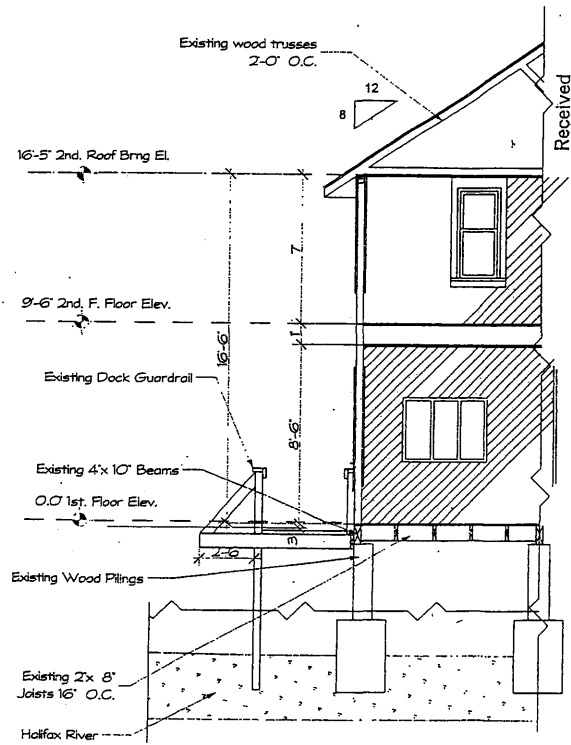 Existing wood trusses
2'-0" O.C.
12
8
Received
16'-5" 2nd. Roof Brng El.
7
9'-6" 2nd. F. Floor Elev.
1
16'-6"
Existing Dock Guardrail
8'-6"
Existing 4"x 10" Beams
0.0' 1st. Floor Elev.
3
2'-6"
Existing Wood Pilings
Existing 2"x 8"
Joists 16" O.C.
Halifax River